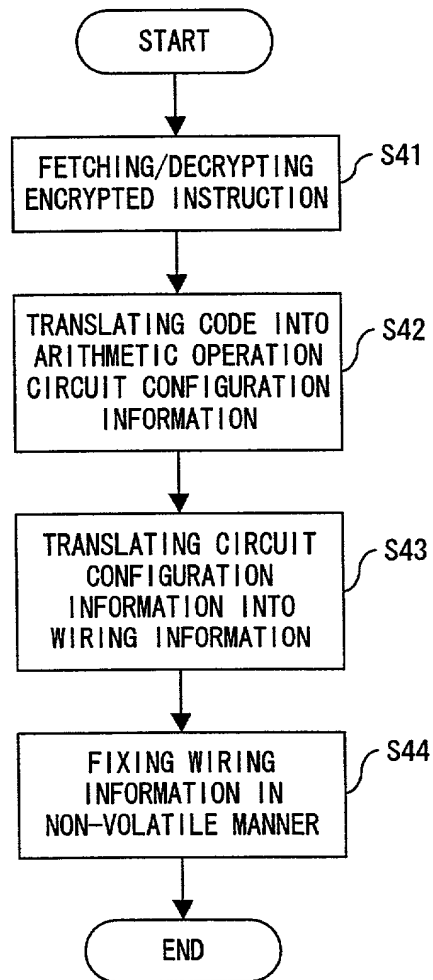 START
FETCHING/DECRYPTING
ENCRYPTED INSTRUCTION
S41
TRANSLATING CODE INTO
ARITHMETIC OPERATION
CIRCUIT CONFIGURATION
INFORMATION
S42
TRANSLATING CIRCUIT
CONFIGURATION
INFORMATION INTO
WIRING INFORMATION
S43
FIXING WIRING
INFORMATION IN
NON-VOLATILE MANNER
S44
END